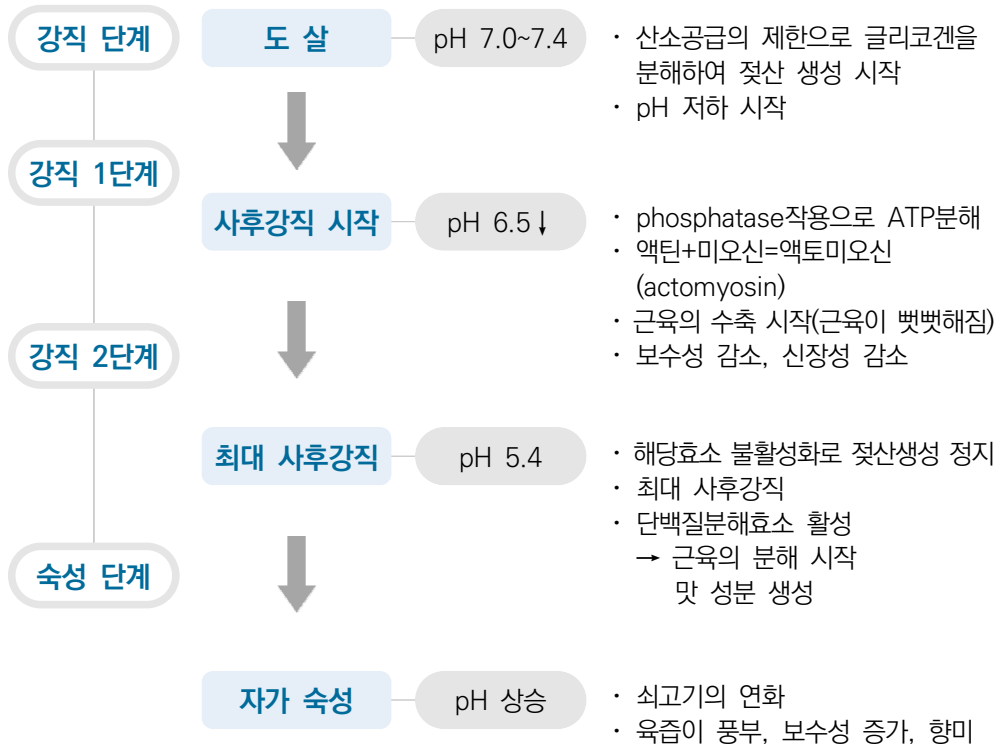 강직 단계
도 살
pH 7.0~7.4
· 산소공급의 제한으로 글리코겐을
분해하여 젖산 생성 시작
· pH 저하 시작
강직 1단계
사후강직 시작
pH 6.5↓
· phosphatase작용으로 ATP분해
· 액틴+미오신=액토미오신
(actomyosin)
· 근육의 수축 시작(근육이 뻣뻣해짐)
· 보수성 감소, 신장성 감소
강직 2단계
최대 사후강직
pH 5.4
· 해당효소 불활성화로 젖산생성 정지
· 최대 사후강직
· 단백질분해효소 활성
→ 근육의 분해 시작
맛 성분 생성
숙성 단계
자가 숙성
pH 상승
· 쇠고기의 연화
· 육즙이 풍부, 보수성 증가, 향미